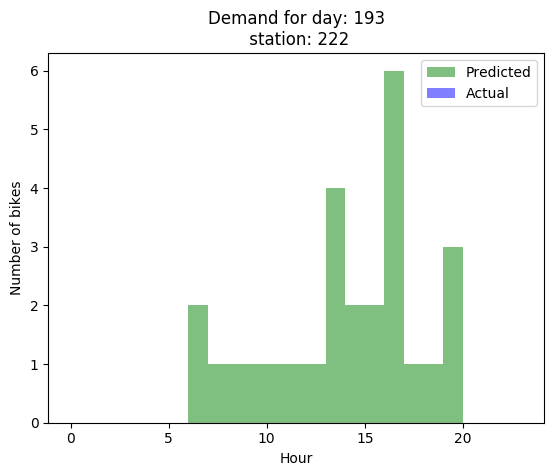 Demand for day: 193
station: 222
Predicted
Actual
Number of bikes
6
5
4
3
2
1
0
0 5 10 15 20
Hour